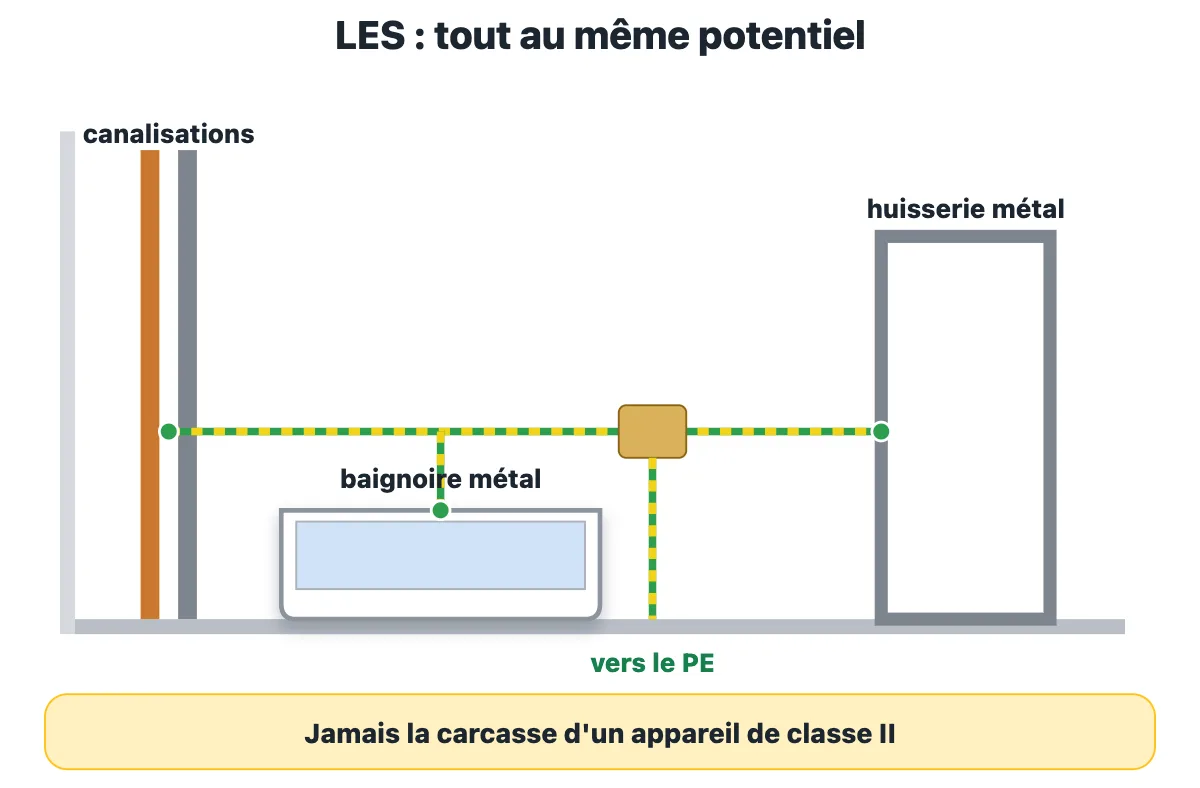 LES : tout au même potentiel
canalisations
huisserie métal
baignoire métal
vers le PE
Jamais la carcasse d'un appareil de classe II